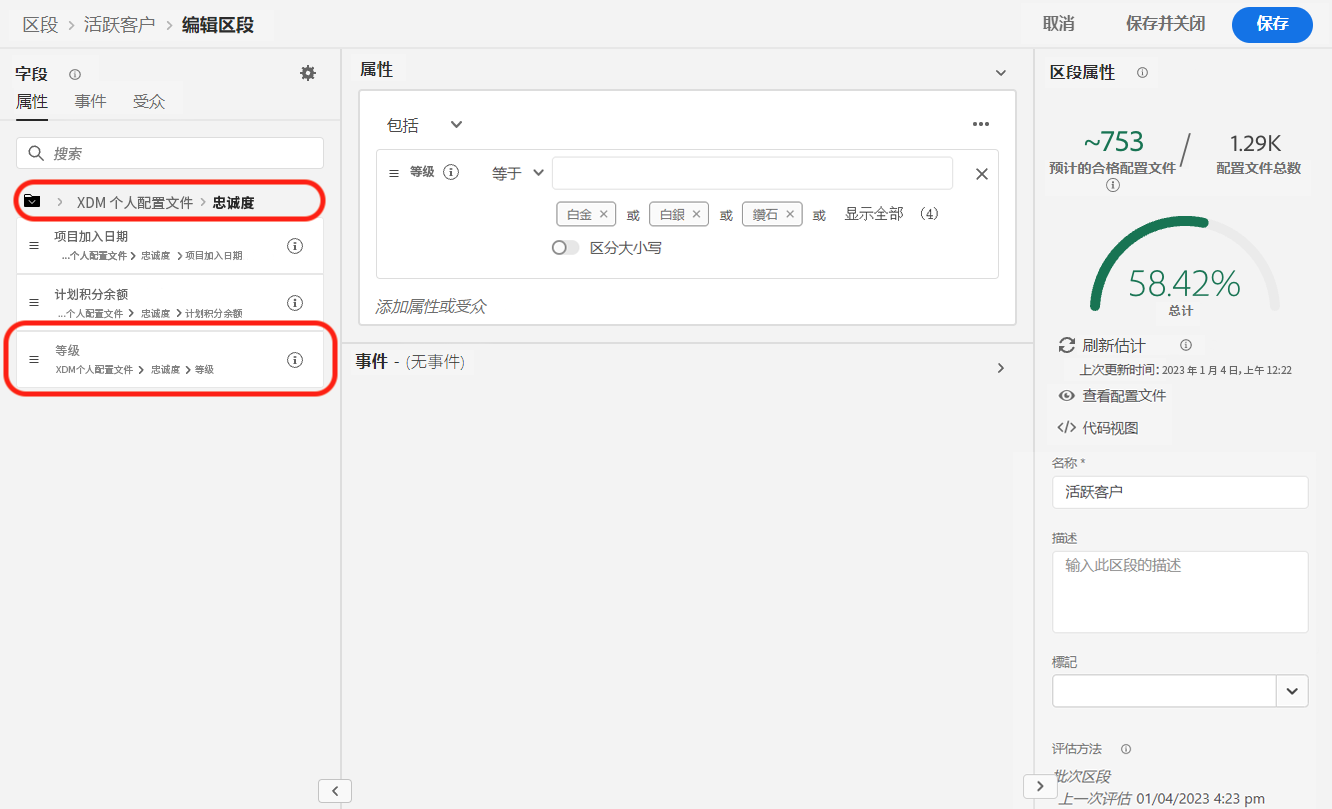 区段 > 活跃客户 > 编辑区段
取消
保存并关闭
保存
字段
属性
事件
受众
搜索
XDM 个人配置文件 > 忠诚度
项目加入日期
...个人配置文件 > 忠诚度 > 项目加入日期
计划积分余额
...个人配置文件 > 忠诚度 > 计划积分余额
等级
XDM个人配置文件 > 忠诚度 > 等级
属性
包括
等级
等于
白金 × 或 白銀 × 或 鑽石 × 或 显示全部 (4)
区分大小写
添加属性或受众
事件 - (无事件)
区段属性
~753 / 1.29K
预计的合格配置文件
配置文件总数
58.42%
总计
刷新估计
上次更新时间: 2023 年 1 月 4 日, 上午 12:22
查看配置文件
</> 代码视图
名称 *
活跃客户
描述
输入此区段的描述
標記
评估方法
批次区段
上一次评估 01/04/2023 4:23 pm